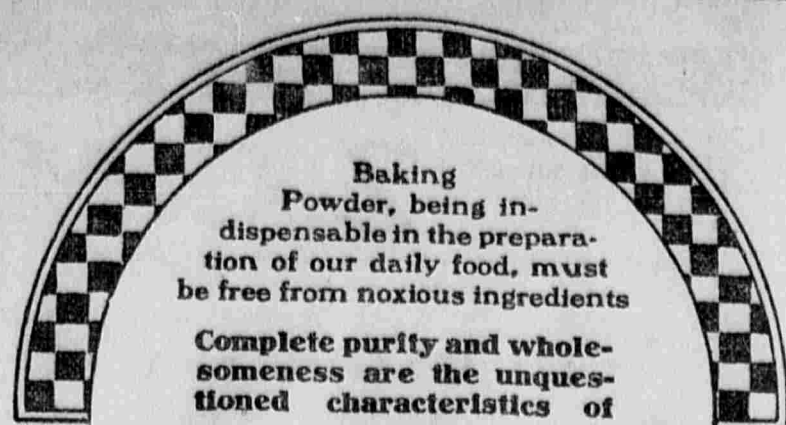 Baking
Powder, being in-
dispensable in the prepara-
tion of our daily food, must
be free from noxious ingredients
Complete purity and whole-
someness are the unques-
tioned characteristics of